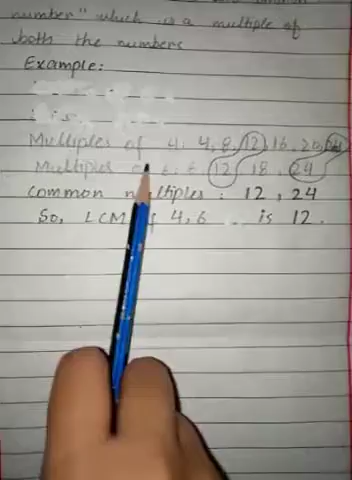 number" which is a multiple of
both the numbers
Example:
Multiples of 4: 4, 8, 12, 16, 20, 24
Multiples 6: 6, 12, 18, 24
Common multiples: 12, 24
So, LCM of 4, 6 is 12.